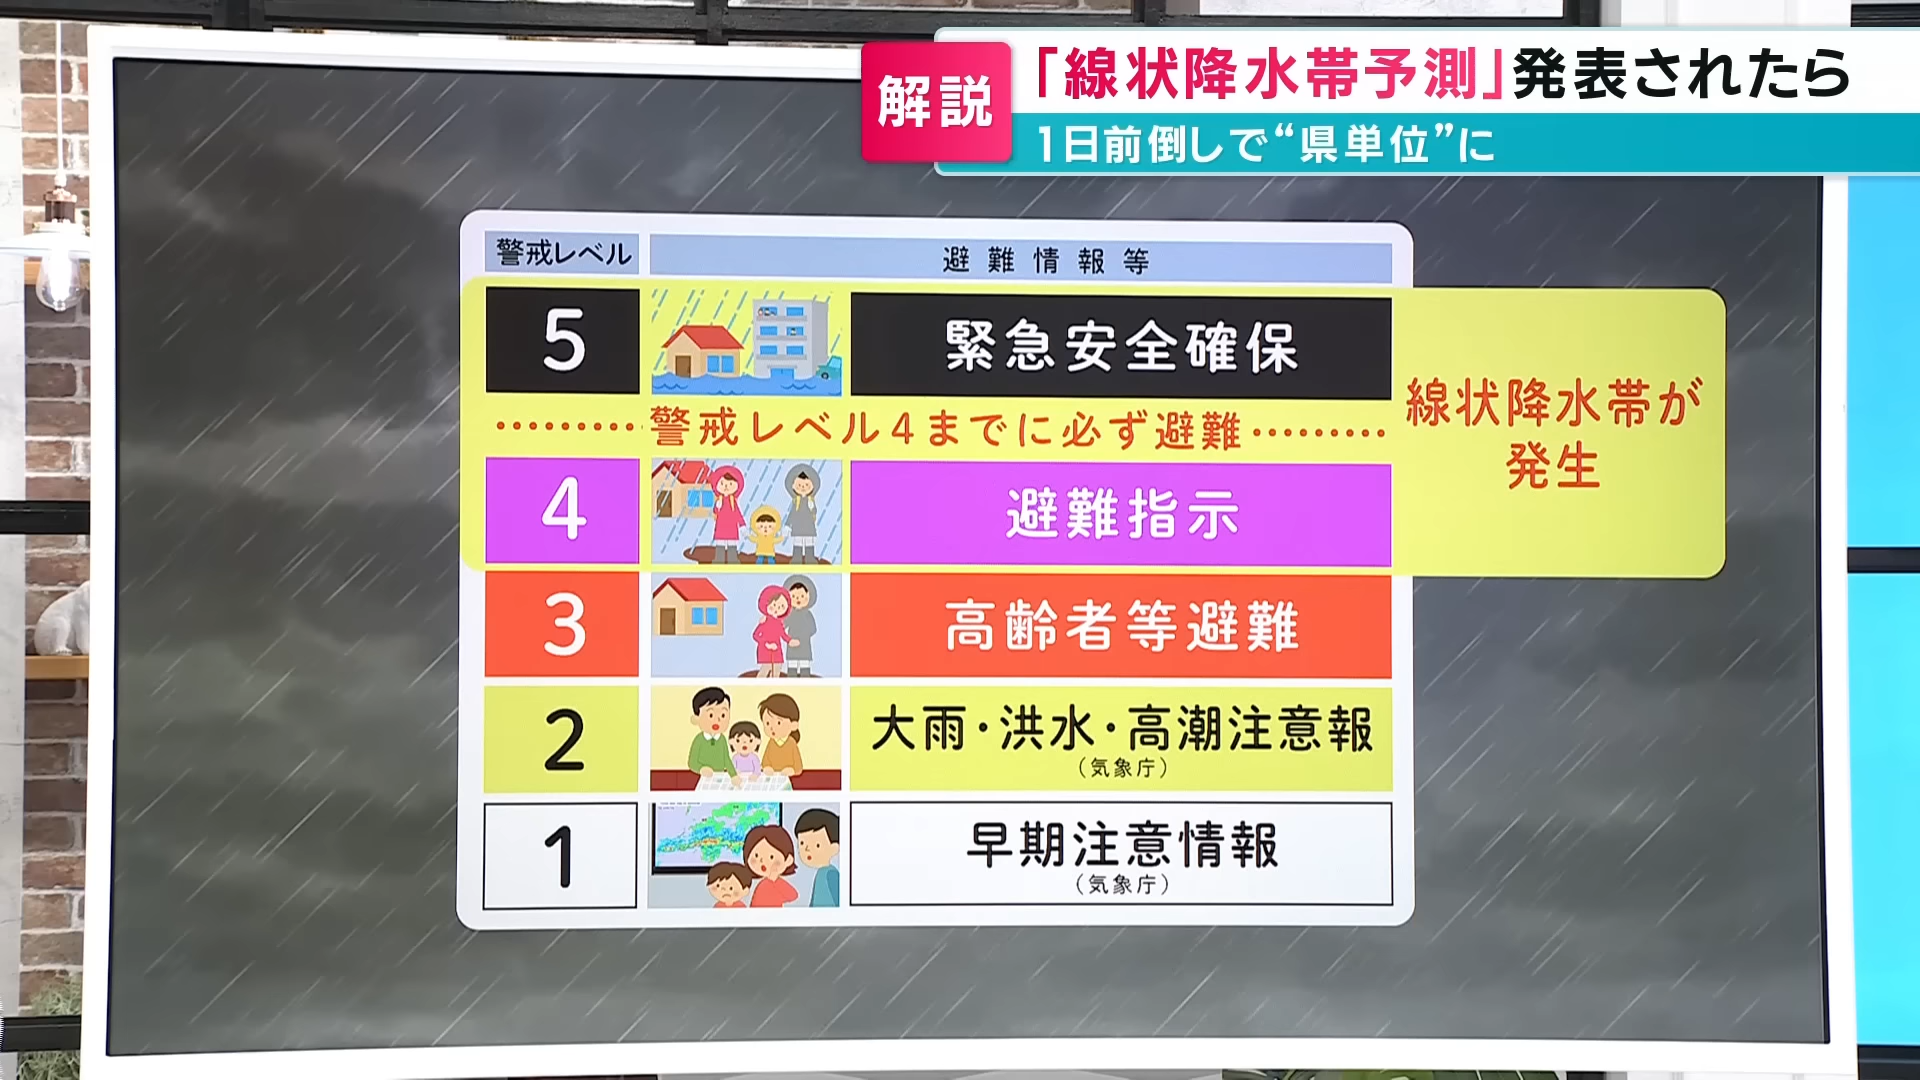 解説
「線状降水帯予測」発表されたら
1日前倒しで“県単位”に
警戒レベル
避難情報等
5
緊急安全確保
警戒レベル4までに必ず避難
線状降水帯が
発生
4
避難指示
3
高齢者等避難
2
大雨・洪水・高潮注意報
(気象庁)
1
早期注意情報
(気象庁)